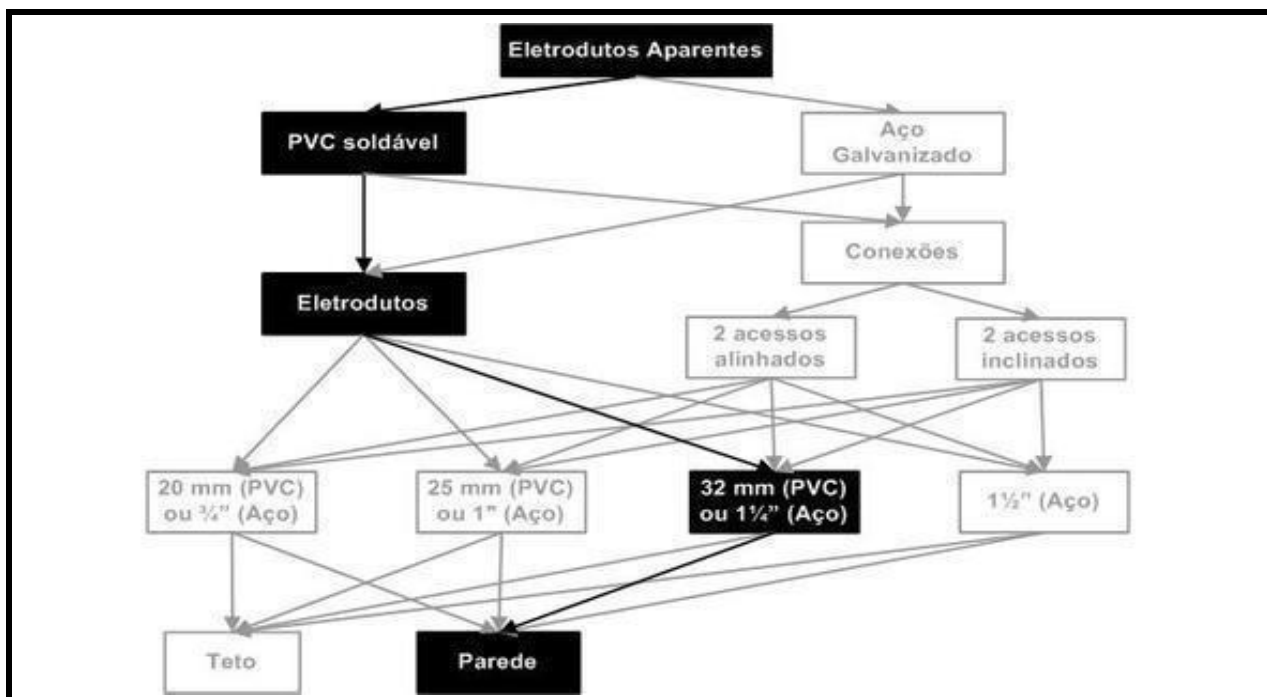 Eletrodutos Aparentes
PVC soldável
Aço
Galvanizado
Conexões
Eletrodutos
2 acessos
alinhados
2 acessos
inclinados
20 mm (PVC)
ou ¾” (Aço)
25 mm (PVC)
ou 1" (Aço)
32 mm (PVC)
ou 1¼” (Aço)
1½” (Aço)
Teto
Parede